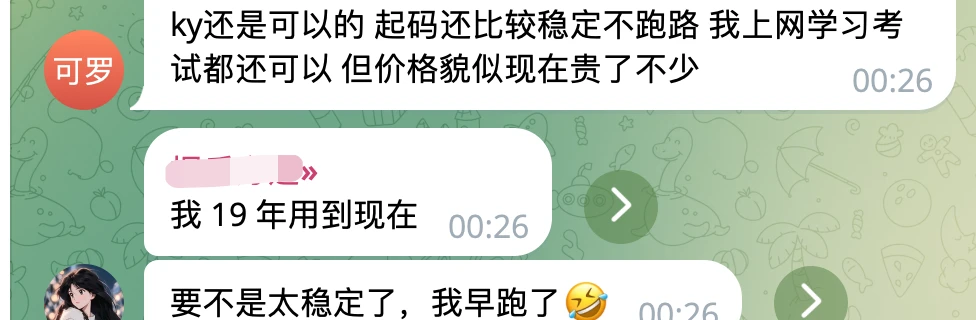 ky还是可以的 起码还比较稳定不跑路 我上网学习考
试都还可以 但价格貌似现在贵了不少
00:26
可罗
»
我 19 年用到现在
00:26
要不是太稳定了，我早跑了🤣
00:26